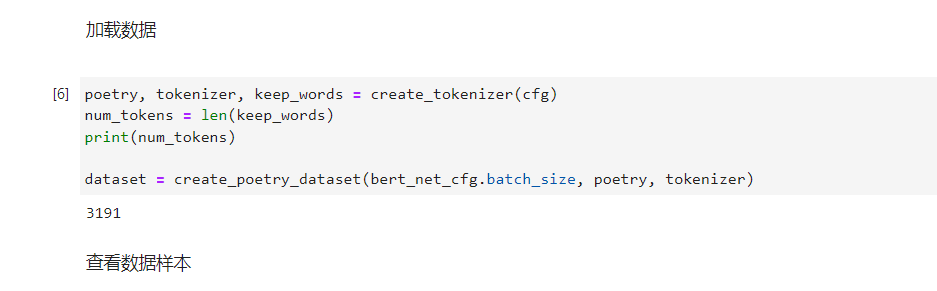 加载数据
[6]
poetry, tokenizer, keep_words = create_tokenizer(cfg)
num_tokens = len(keep_words)
print(num_tokens)
dataset = create_poetry_dataset(bert_net_cfg.batch_size, poetry, tokenizer)
3191
查看数据样本